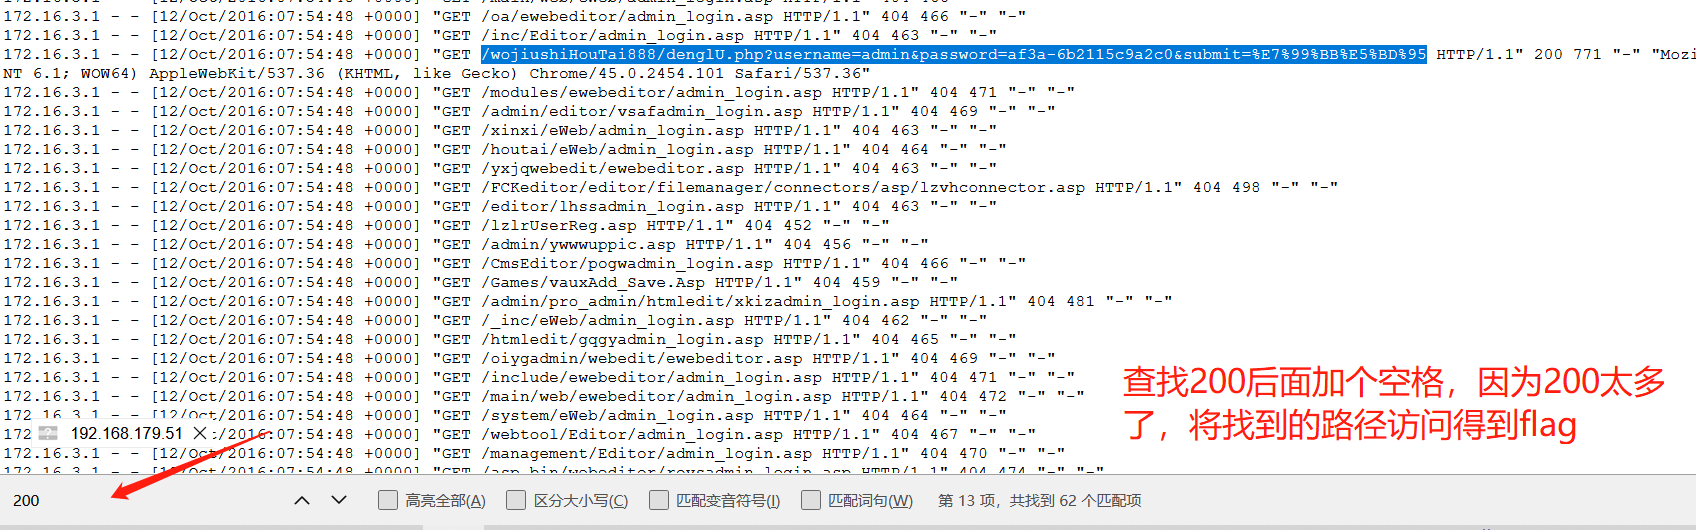 172.16.3.1 - - [12/Oct/2016:07:54:48 +0000] "GET /oa/ewebeditor/admin_login.asp HTTP/1.1" 404 466 "-" "-"
172.16.3.1 - - [12/Oct/2016:07:54:48 +0000] "GET /inc/Editor/admin_login.asp HTTP/1.1" 404 463 "-" "-"
172.16.3.1 - - [12/Oct/2016:07:54:48 +0000] "GET /wojiushiHouTai888/denglU.php?username=admin&password=af3a-6b2115c9a2c0&submit=%E7%99%BB%E5%BD%95 HTTP/1.1" 200 771 "-" "Mozi
NT 6.1; WOW64) AppleWebKit/537.36 (KHTML, like Gecko) Chrome/45.0.2454.101 Safari/537.36"
172.16.3.1 - - [12/Oct/2016:07:54:48 +0000] "GET /modules/ewebeditor/admin_login.asp HTTP/1.1" 404 471 "-" "-"
172.16.3.1 - - [12/Oct/2016:07:54:48 +0000] "GET /admin/editor/vsafadmin_login.asp HTTP/1.1" 404 469 "-" "-"
172.16.3.1 - - [12/Oct/2016:07:54:48 +0000] "GET /xinxi/eWeb/admin_login.asp HTTP/1.1" 404 463 "-" "-"
172.16.3.1 - - [12/Oct/2016:07:54:48 +0000] "GET /houtai/eWeb/admin_login.asp HTTP/1.1" 404 464 "-" "-"
172.16.3.1 - - [12/Oct/2016:07:54:48 +0000] "GET /yxjqwebedit/ewebeditor.asp HTTP/1.1" 404 463 "-" "-"
172.16.3.1 - - [12/Oct/2016:07:54:48 +0000] "GET /FCKeditor/editor/filemanager/connectors/asp/lzvhconnector.asp HTTP/1.1" 404 498 "-" "-"
172.16.3.1 - - [12/Oct/2016:07:54:48 +0000] "GET /editor/lhssadmin_login.asp HTTP/1.1" 404 463 "-" "-"
172.16.3.1 - - [12/Oct/2016:07:54:48 +0000] "GET /lzlrUserReg.asp HTTP/1.1" 404 452 "-" "-"
172.16.3.1 - - [12/Oct/2016:07:54:48 +0000] "GET /admin/ywwwuppic.asp HTTP/1.1" 404 456 "-" "-"
172.16.3.1 - - [12/Oct/2016:07:54:48 +0000] "GET /CmsEditor/pogwadmin_login.asp HTTP/1.1" 404 466 "-" "-"
172.16.3.1 - - [12/Oct/2016:07:54:48 +0000] "GET /Games/vauxAdd_Save.Asp HTTP/1.1" 404 459 "-" "-"
172.16.3.1 - - [12/Oct/2016:07:54:48 +0000] "GET /admin/pro_admin/htmledit/xkizadmin_login.asp HTTP/1.1" 404 481 "-" "-"
172.16.3.1 - - [12/Oct/2016:07:54:48 +0000] "GET /_inc/eWeb/admin_login.asp HTTP/1.1" 404 462 "-" "-"
172.16.3.1 - - [12/Oct/2016:07:54:48 +0000] "GET /htmledit/gqgyadmin_login.asp HTTP/1.1" 404 465 "-" "-"
172.16.3.1 - - [12/Oct/2016:07:54:48 +0000] "GET /oiygadmin/webedit/ewebeditor.asp HTTP/1.1" 404 469 "-" "-"
172.16.3.1 - - [12/Oct/2016:07:54:48 +0000] "GET /include/ewebeditor/admin_login.asp HTTP/1.1" 404 471 "-" "-"
172.16.3.1 - - [12/Oct/2016:07:54:48 +0000] "GET /main/web/ewebeditor/admin_login.asp HTTP/1.1" 404 472 "-" "-"
172.16.3.1 - - [12/Oct/2016:07:54:48 +0000] "GET /system/eWeb/admin_login.asp HTTP/1.1" 404 464 "-" "-"
172 192.168.179.51 :07:54:48 +0000] "GET /webtool/Editor/admin_login.asp HTTP/1.1" 404 467 "-" "-"
172.16.3.1 - - [12/Oct/2016:07:54:48 +0000] "GET /management/Editor/admin_login.asp HTTP/1.1" 404 470 "-" "-"
查找200后面加个空格，因为200太多
了，将找到的路径访问得到flag
200 高亮全部(A) 区分大小写(C) 匹配变音符号(I) 匹配词句(W) 第 13 项，共找到 62 个匹配项